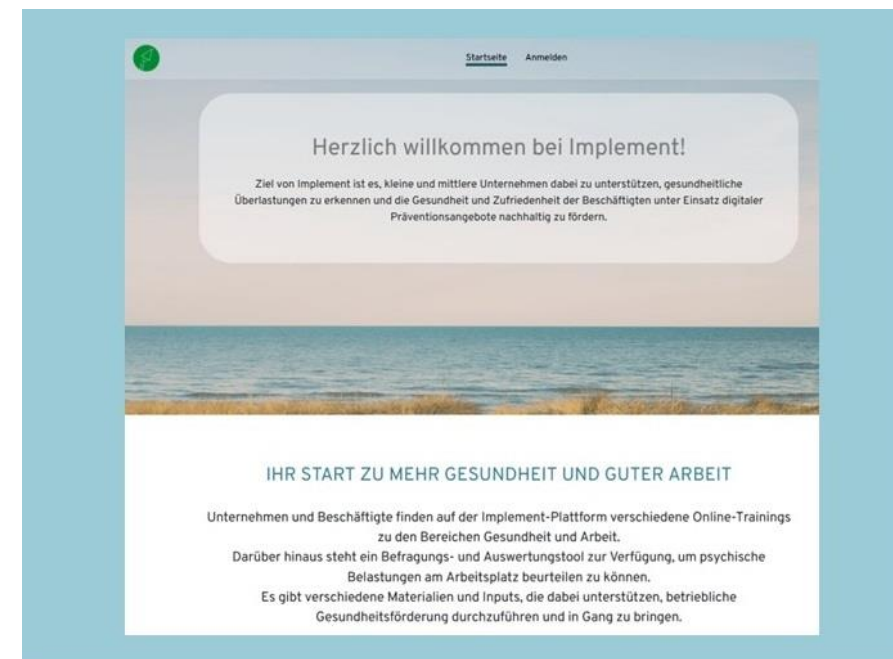 Startseite Anmelden
Herzlich willkommen bei Implement!
Ziel von Implement ist es, kleine und mittlere Unternehmen dabei zu unterstützen, gesundheitliche
Überlastungen zu erkennen und die Gesundheit und Zufriedenheit der Beschäftigten unter Einsatz digitaler
Präventionsangebote nachhaltig zu fördern.
IHR START ZU MEHR GESUNDHEIT UND GUTER ARBEIT
Unternehmen und Beschäftigte finden auf der Implement-Plattform verschiedene Online-Trainings
zu den Bereichen Gesundheit und Arbeit.
Darüber hinaus steht ein Befragungs- und Auswertungstool zur Verfügung, um psychische
Belastungen am Arbeitsplatz beurteilen zu können.
Es gibt verschiedene Materialien und Inputs, die dabei unterstützen, betriebliche
Gesundheitsförderung durchzuführen und in Gang zu bringen.